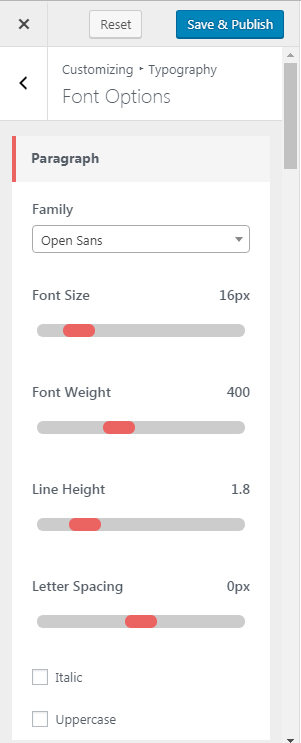 × Reset Save & Publish
Customizing ▸ Typography
Font Options
Paragraph
Family
Open Sans
Font Size 16px
Font Weight 400
Line Height 1.8
Letter Spacing 0px
Italic
Uppercase